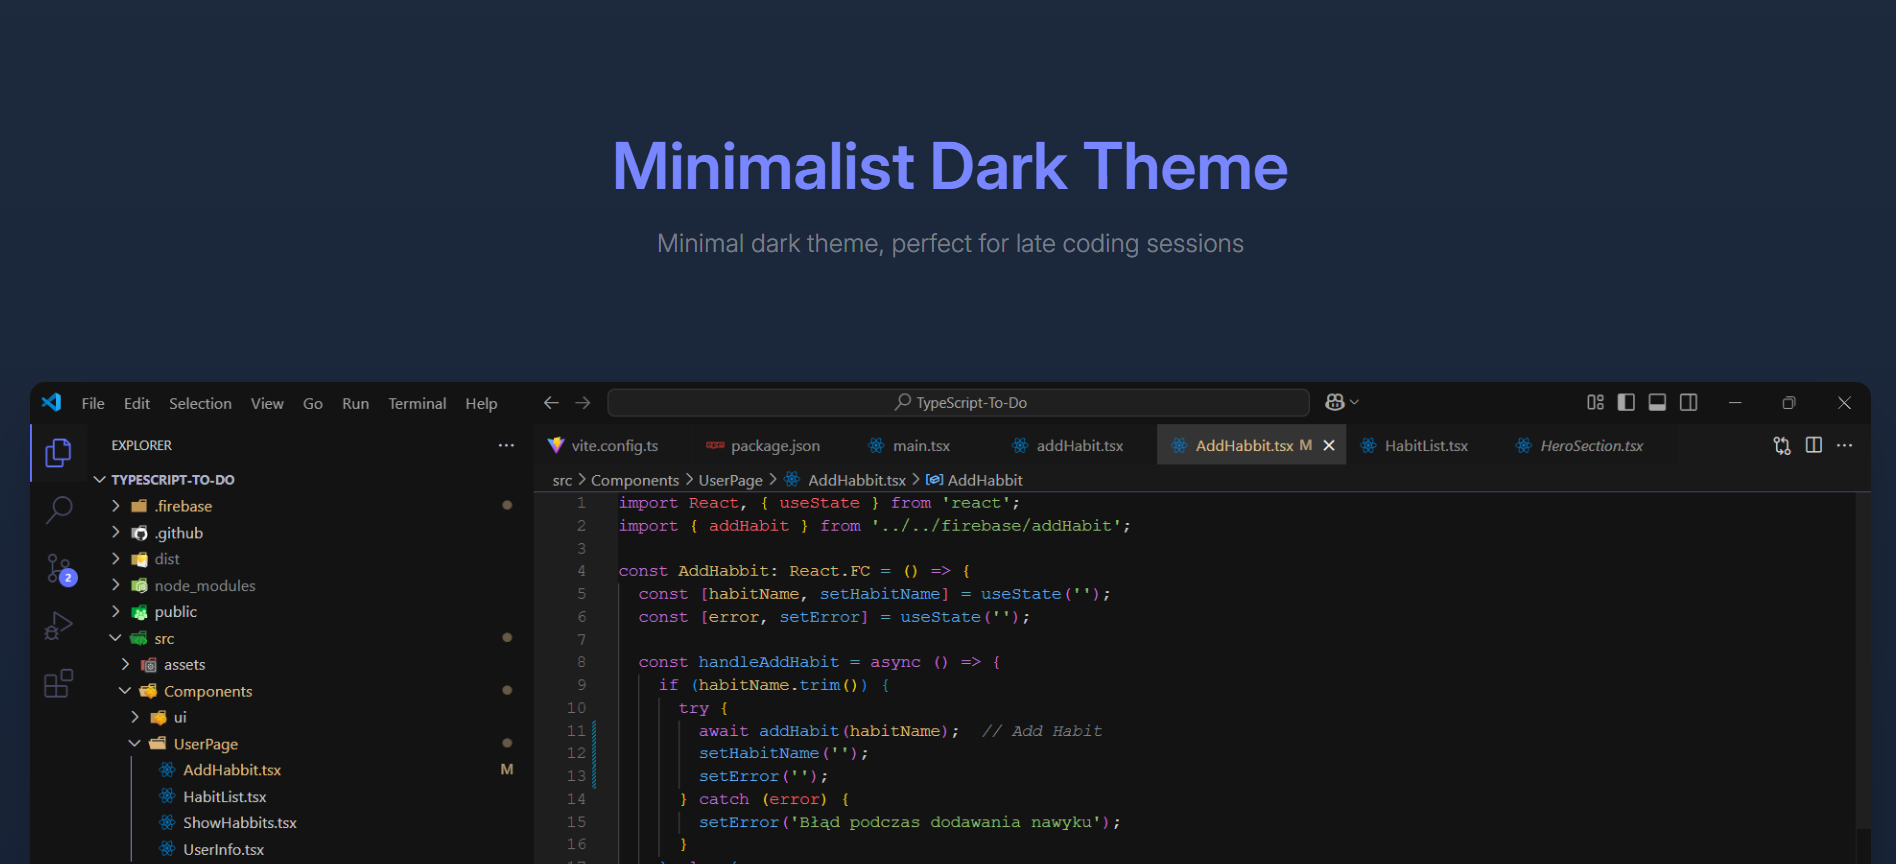 Minimalist Dark Theme
Minimal dark theme, perfect for late coding sessions
File Edit Selection View Go Run Terminal Help
TypeScript-To-Do
EXPLORER
TYPESCRIPT-TO-DO
.firebase
.github
dist
node_modules
public
src
assets
Components
ui
UserPage
AddHabbit.tsx M
HabitList.tsx
ShowHabbits.tsx
UserInfo.tsx
2
vite.config.ts package.json main.tsx addHabit.tsx AddHabbit.tsx M HabitList.tsx HeroSection.tsx
src > Components > UserPage > AddHabbit.tsx > AddHabbit
1 import React, { useState } from 'react';
2 import { addHabit } from '../../firebase/addHabit';
3
4 const AddHabbit: React.FC = () => {
5 const [habitName, setHabitName] = useState('');
6 const [error, setError] = useState('');
7
8 const handleAddHabit = async () => {
9 if (habitName.trim()) {
10 try {
11 await addHabit(habitName); // Add Habit
12 setHabitName('');
13 setError('');
14 } catch (error) {
15 setError('Błąd podczas dodawania nawyku');
16 }